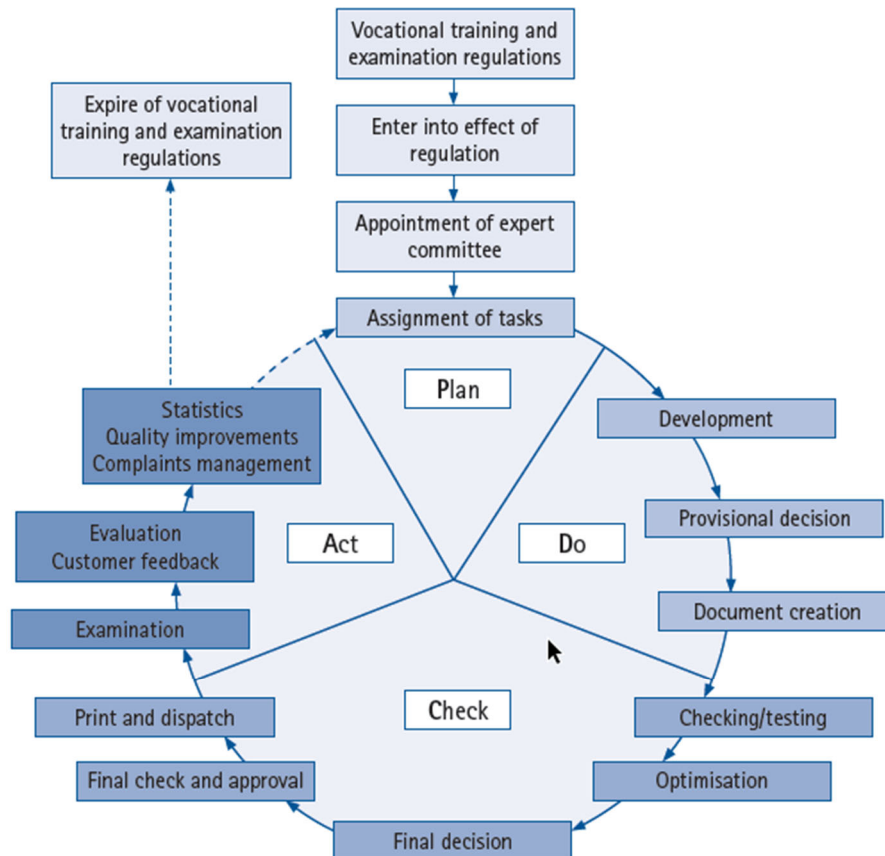 Vocational training and
examination regulations
Expire of vocational
training and examination
regulations
Enter into effect of
regulation
Appointment of expert
committee
Assignment of tasks
Plan
Statistics
Quality improvements
Complaints management
Development
Evaluation
Customer feedback
Act
Do
Provisional decision
Examination
Document creation
Print and dispatch
Check
Checking/testing
Final check and approval
Optimisation
Final decision